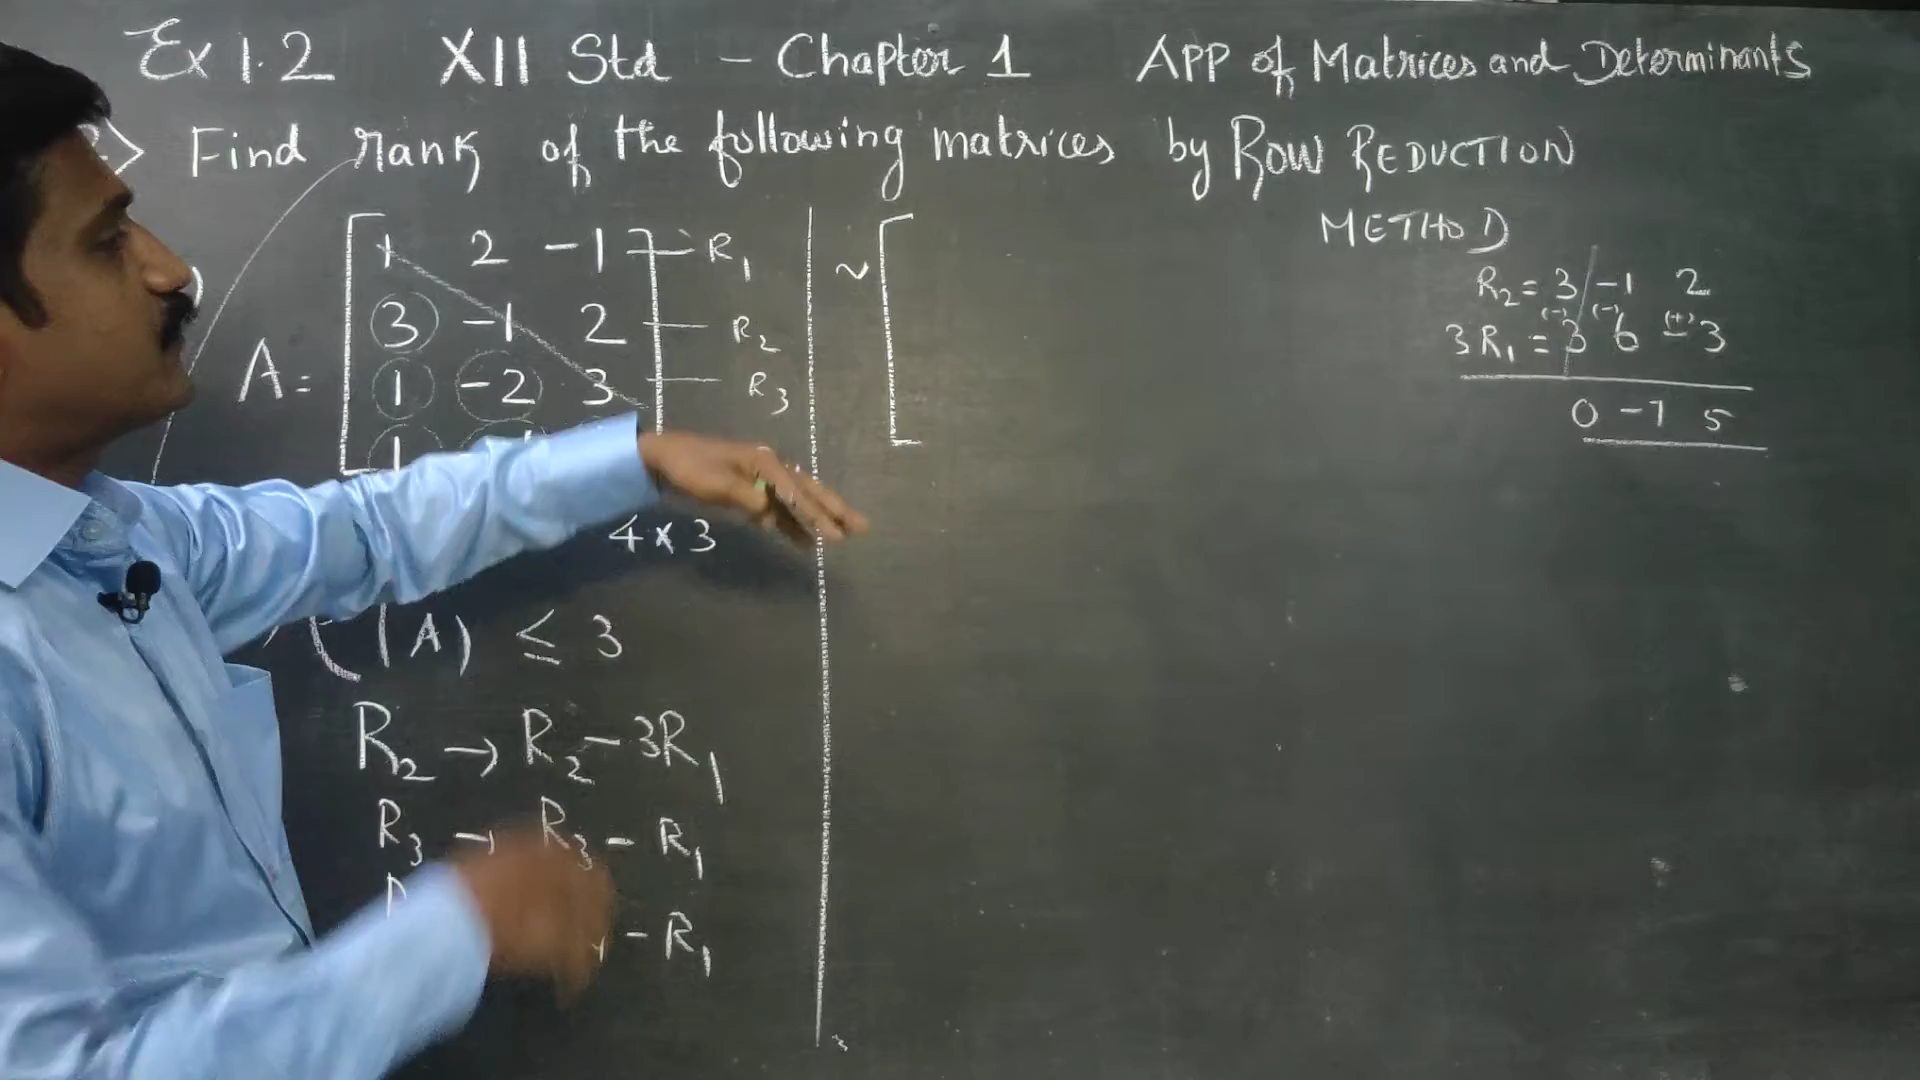 Ex 1.2 XII Std - Chapter 1 APP of Matrices and Determinants
Find rank of the following matrices by ROW REDUCTION
METHOD
1 2 -1 R1
3 -1 2 R2
A = 1 -2 3 R3
1
~ [
4 × 3
(A) ≤ 3
R2 → R2 - 3R1
R3 → R3 - R1
- R1
R2 = 3 -1 2
(-) (-) (+)
3R1 = 3 6 -3
0 -7 5